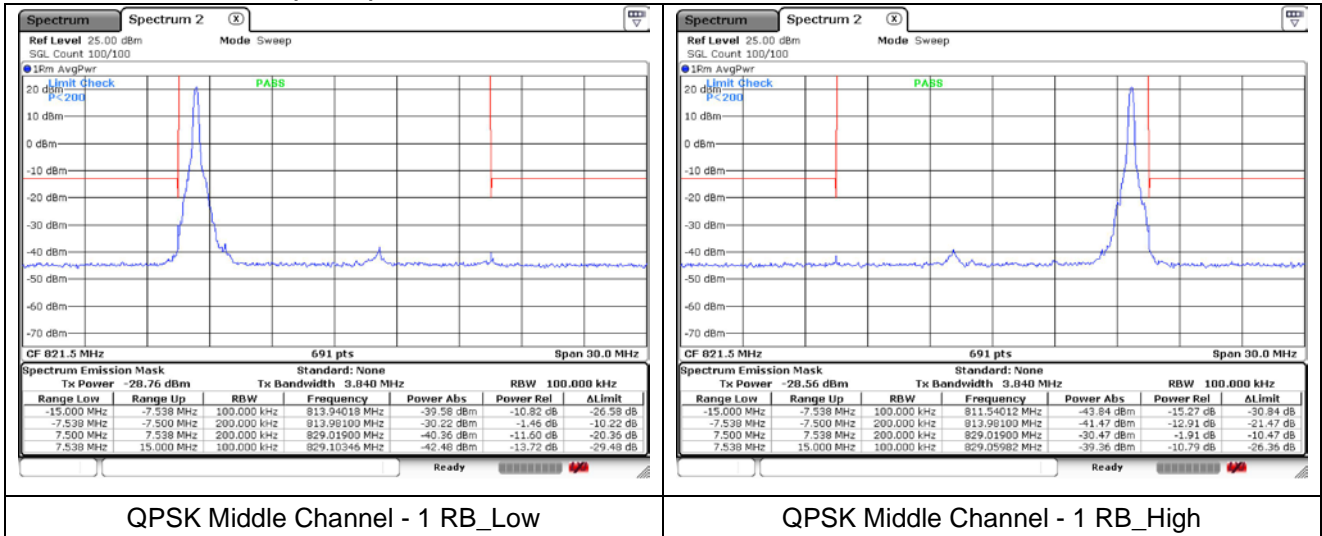 Spectrum Spectrum 2 X
Ref Level 25.00 dBm Mode Sweep
SGL Count 100/100
1Rm AvgPwr
Limit Check PASS
20 dBm
P<200
10 dBm
0 dBm
-10 dBm
-20 dBm
-30 dBm
-40 dBm
-50 dBm
-60 dBm
-70 dBm
CF 821.5 MHz 691 pts Span 30.0 MHz
Spectrum Emission Mask Standard: None
Tx Power -28.76 dBm Tx Bandwidth 3.840 MHz RBW 100.000 kHz
Range Low Range Up RBW Frequency Power Abs Power Rel ΔLimit
-15.000 MHz -7.538 MHz 100.000 kHz 813.94018 MHz -39.58 dBm -10.82 dB -26.58 dB
-7.538 MHz -7.500 MHz 200.000 kHz 813.98100 MHz -30.22 dBm -1.46 dB -10.22 dB
7.500 MHz 7.538 MHz 200.000 kHz 829.01900 MHz -40.36 dBm -11.60 dB -20.36 dB
7.538 MHz 15.000 MHz 100.000 kHz 829.10346 MHz -42.48 dBm -13.72 dB -29.48 dB
Ready
QPSK Middle Channel - 1 RB_Low
Spectrum Spectrum 2 X
Ref Level 25.00 dBm Mode Sweep
SGL Count 100/100
1Rm AvgPwr
Limit Check PASS
20 dBm
P<200
10 dBm
0 dBm
-10 dBm
-20 dBm
-30 dBm
-40 dBm
-50 dBm
-60 dBm
-70 dBm
CF 821.5 MHz 691 pts Span 30.0 MHz
Spectrum Emission Mask Standard: None
Tx Power -28.56 dBm Tx Bandwidth 3.840 MHz RBW 100.000 kHz
Range Low Range Up RBW Frequency Power Abs Power Rel ΔLimit
-15.000 MHz -7.538 MHz 100.000 kHz 811.54012 MHz -43.84 dBm -15.27 dB -30.84 dB
-7.538 MHz -7.500 MHz 200.000 kHz 813.98100 MHz -41.47 dBm -12.91 dB -21.47 dB
7.500 MHz 7.538 MHz 200.000 kHz 829.01900 MHz -30.47 dBm -1.91 dB -10.47 dB
7.538 MHz 15.000 MHz 100.000 kHz 829.05982 MHz -39.36 dBm -10.79 dB -26.36 dB
Ready
QPSK Middle Channel - 1 RB_High